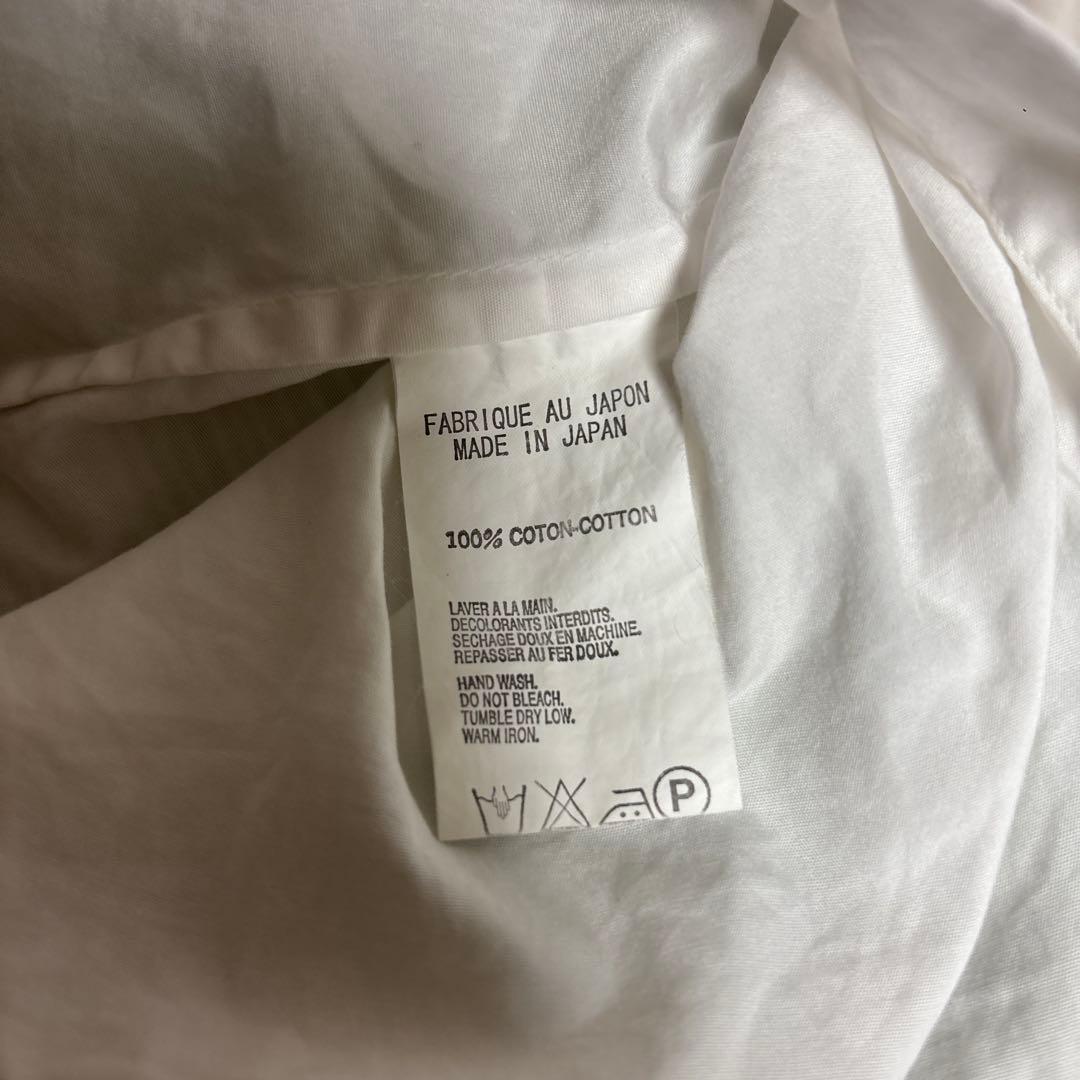 FABRIQUE AU JAPON
MADE IN JAPAN
100% COTON-COTTON
LAVER A LA MAIN.
DECOLORANTS INTERDITS.
SECHAGE DOUX EN MACHINE.
REPASSER AU FER DOUX.
HAND WASH.
DO NOT BLEACH.
TUMBLE DRY LOW.
WARM IRON.
P